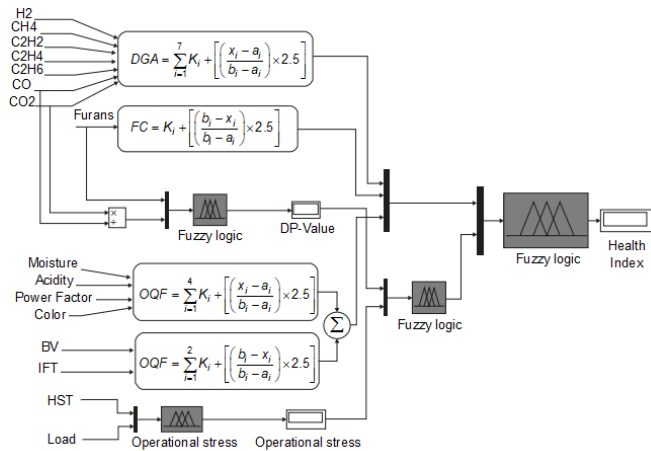 H2
CH4
C2H2
C2H4
C2H6
CO
CO2
DGA = \sum_{i=1}^{7} K_i + [((x_i − a_i)/(b_i − a_i)) × 2.5]
Furans
FC = K_i + [((b_i − x_i)/(b_i − a_i)) × 2.5]
×
÷
Fuzzy logic
DP-Value
Fuzzy logic
Health
Index
Moisture
Acidity
Power Factor
Color
OQF = \sum_{i=1}^{4} K_i + [((x_i − a_i)/(b_i − a_i)) × 2.5]
Σ
Fuzzy logic
BV
IFT
OQF = \sum_{i=1}^{2} K_i + [((b_i − x_i)/(b_i − a_i)) × 2.5]
HST
Load
Operational stress
Operational stress